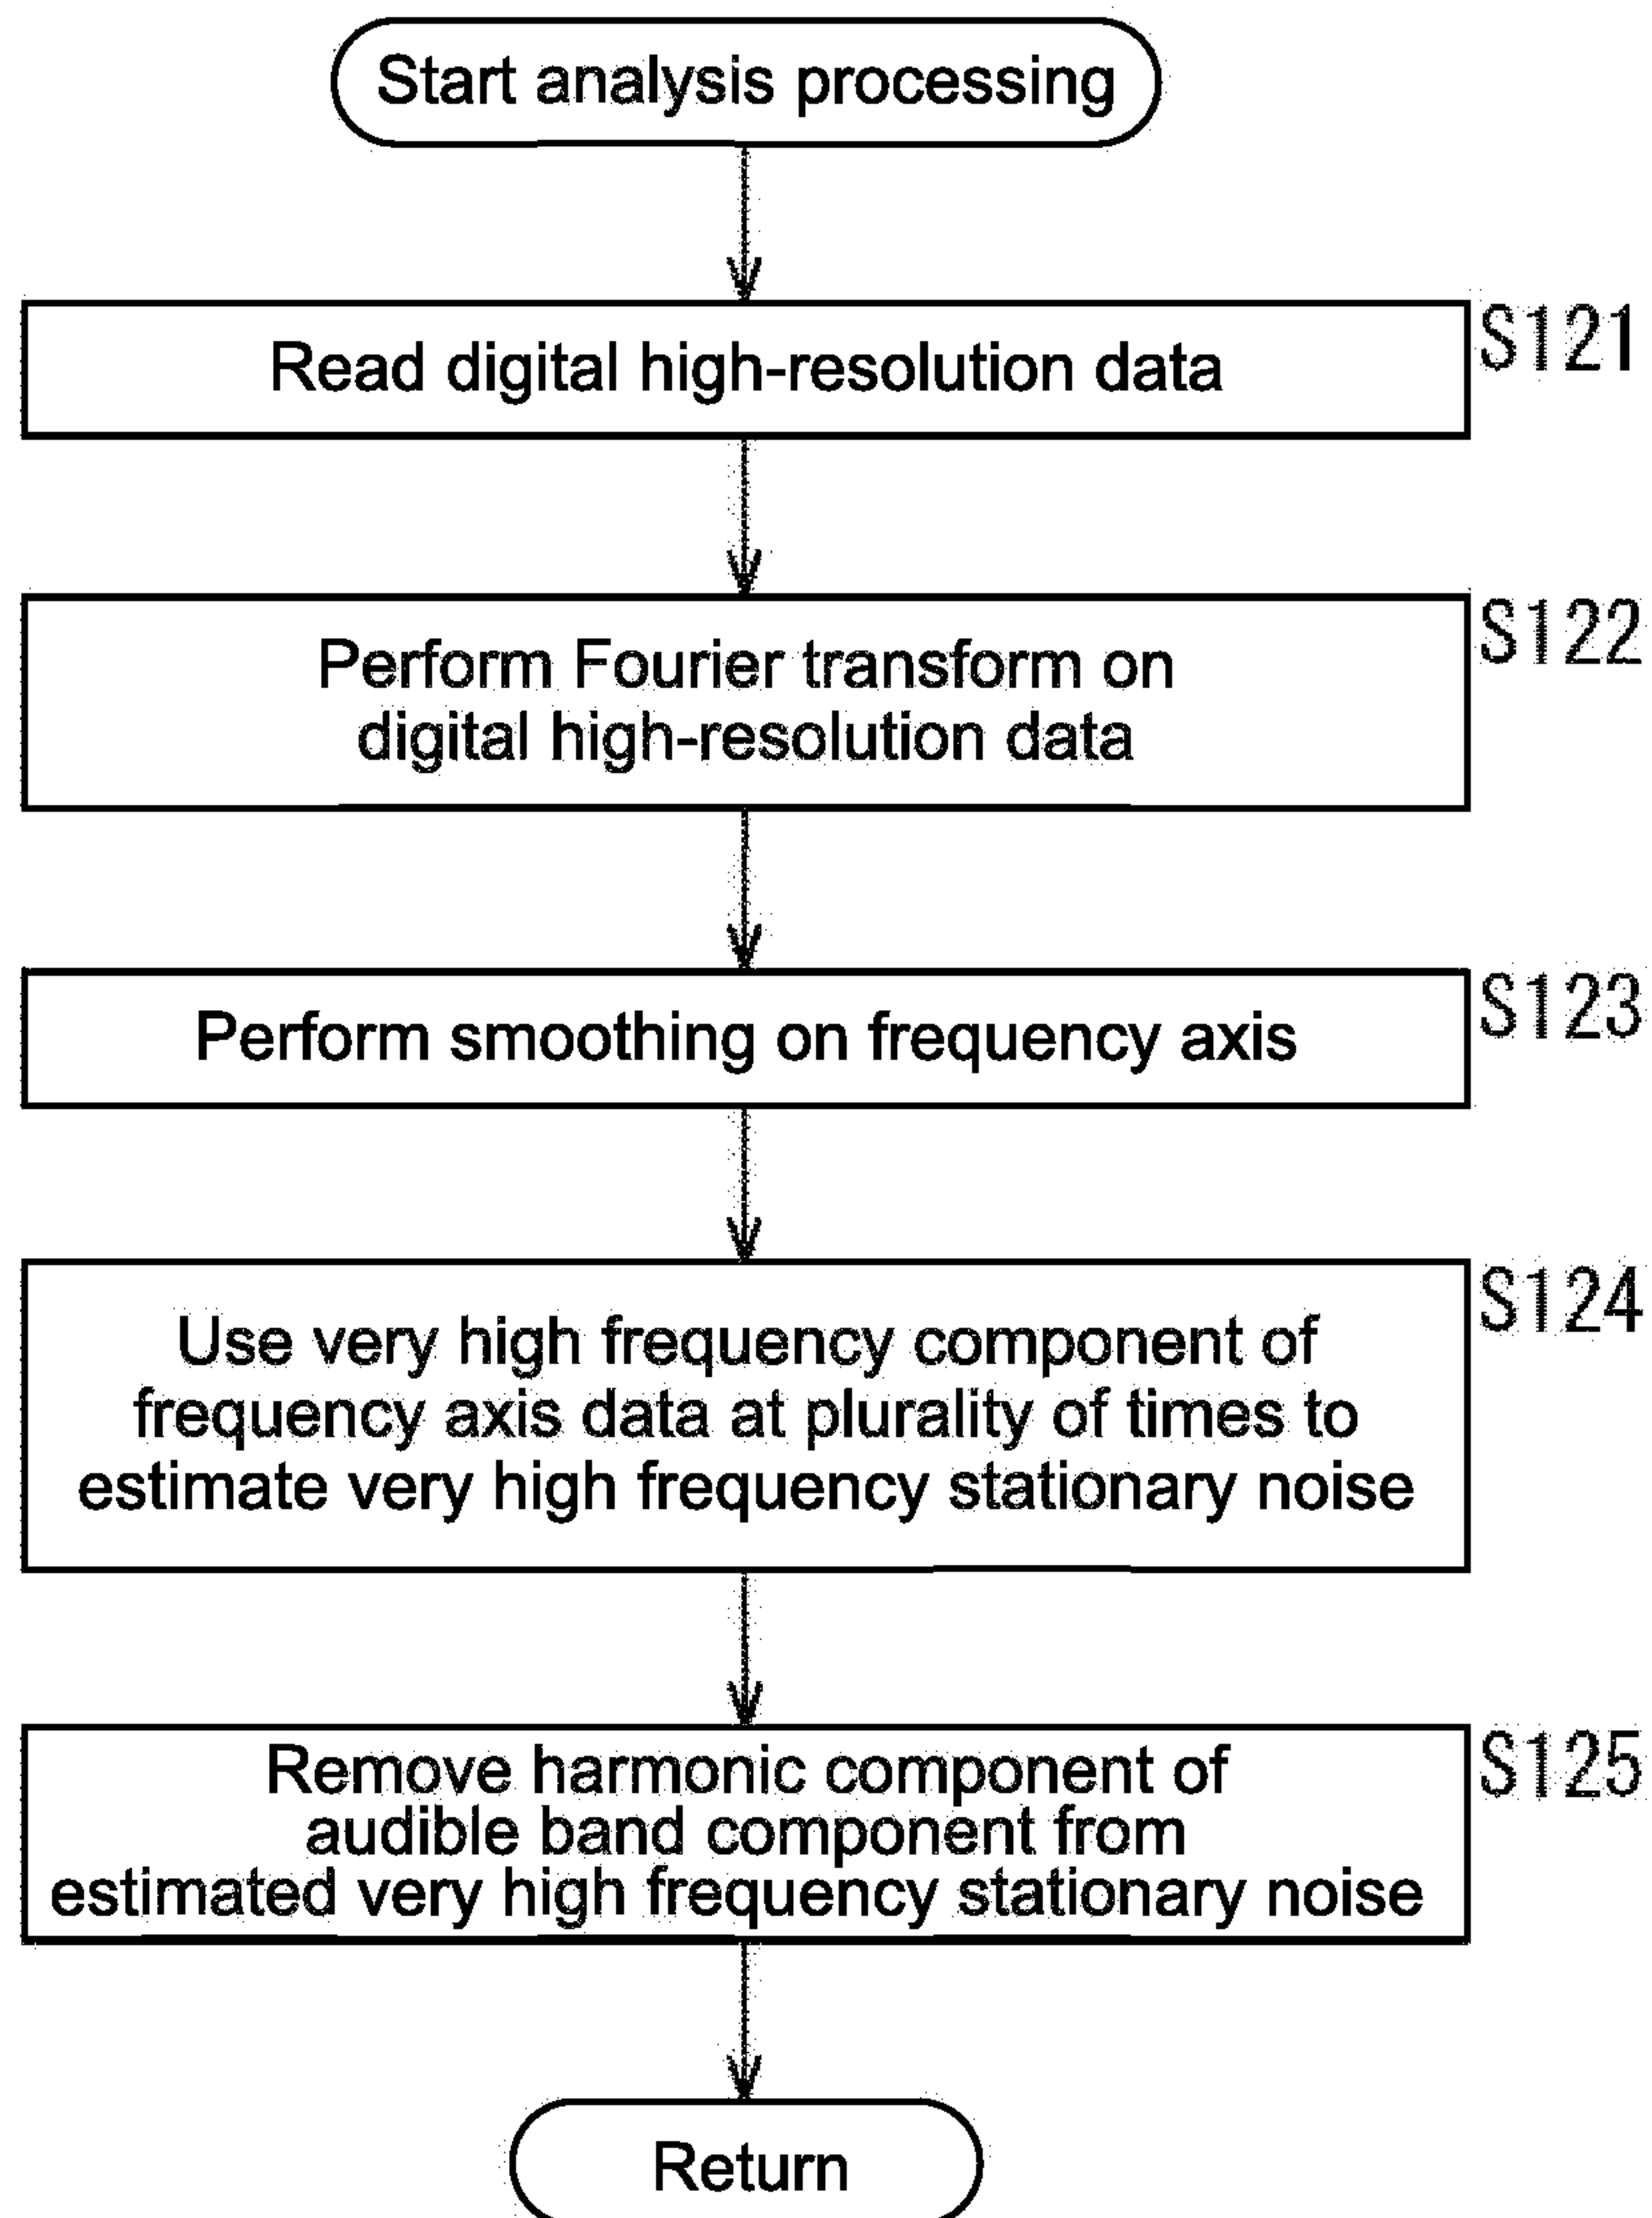 Start analysis processing
Read digital high-resolution data
S121
Perform Fourier transform on
digital high-resolution data
S122
Perform smoothing on frequency axis
S123
Use very high frequency component of
frequency axis data at plurality of times to
estimate very high frequency stationary noise
S124
Remove harmonic component of
audible band component from
estimated very high frequency stationary noise
S125
Return